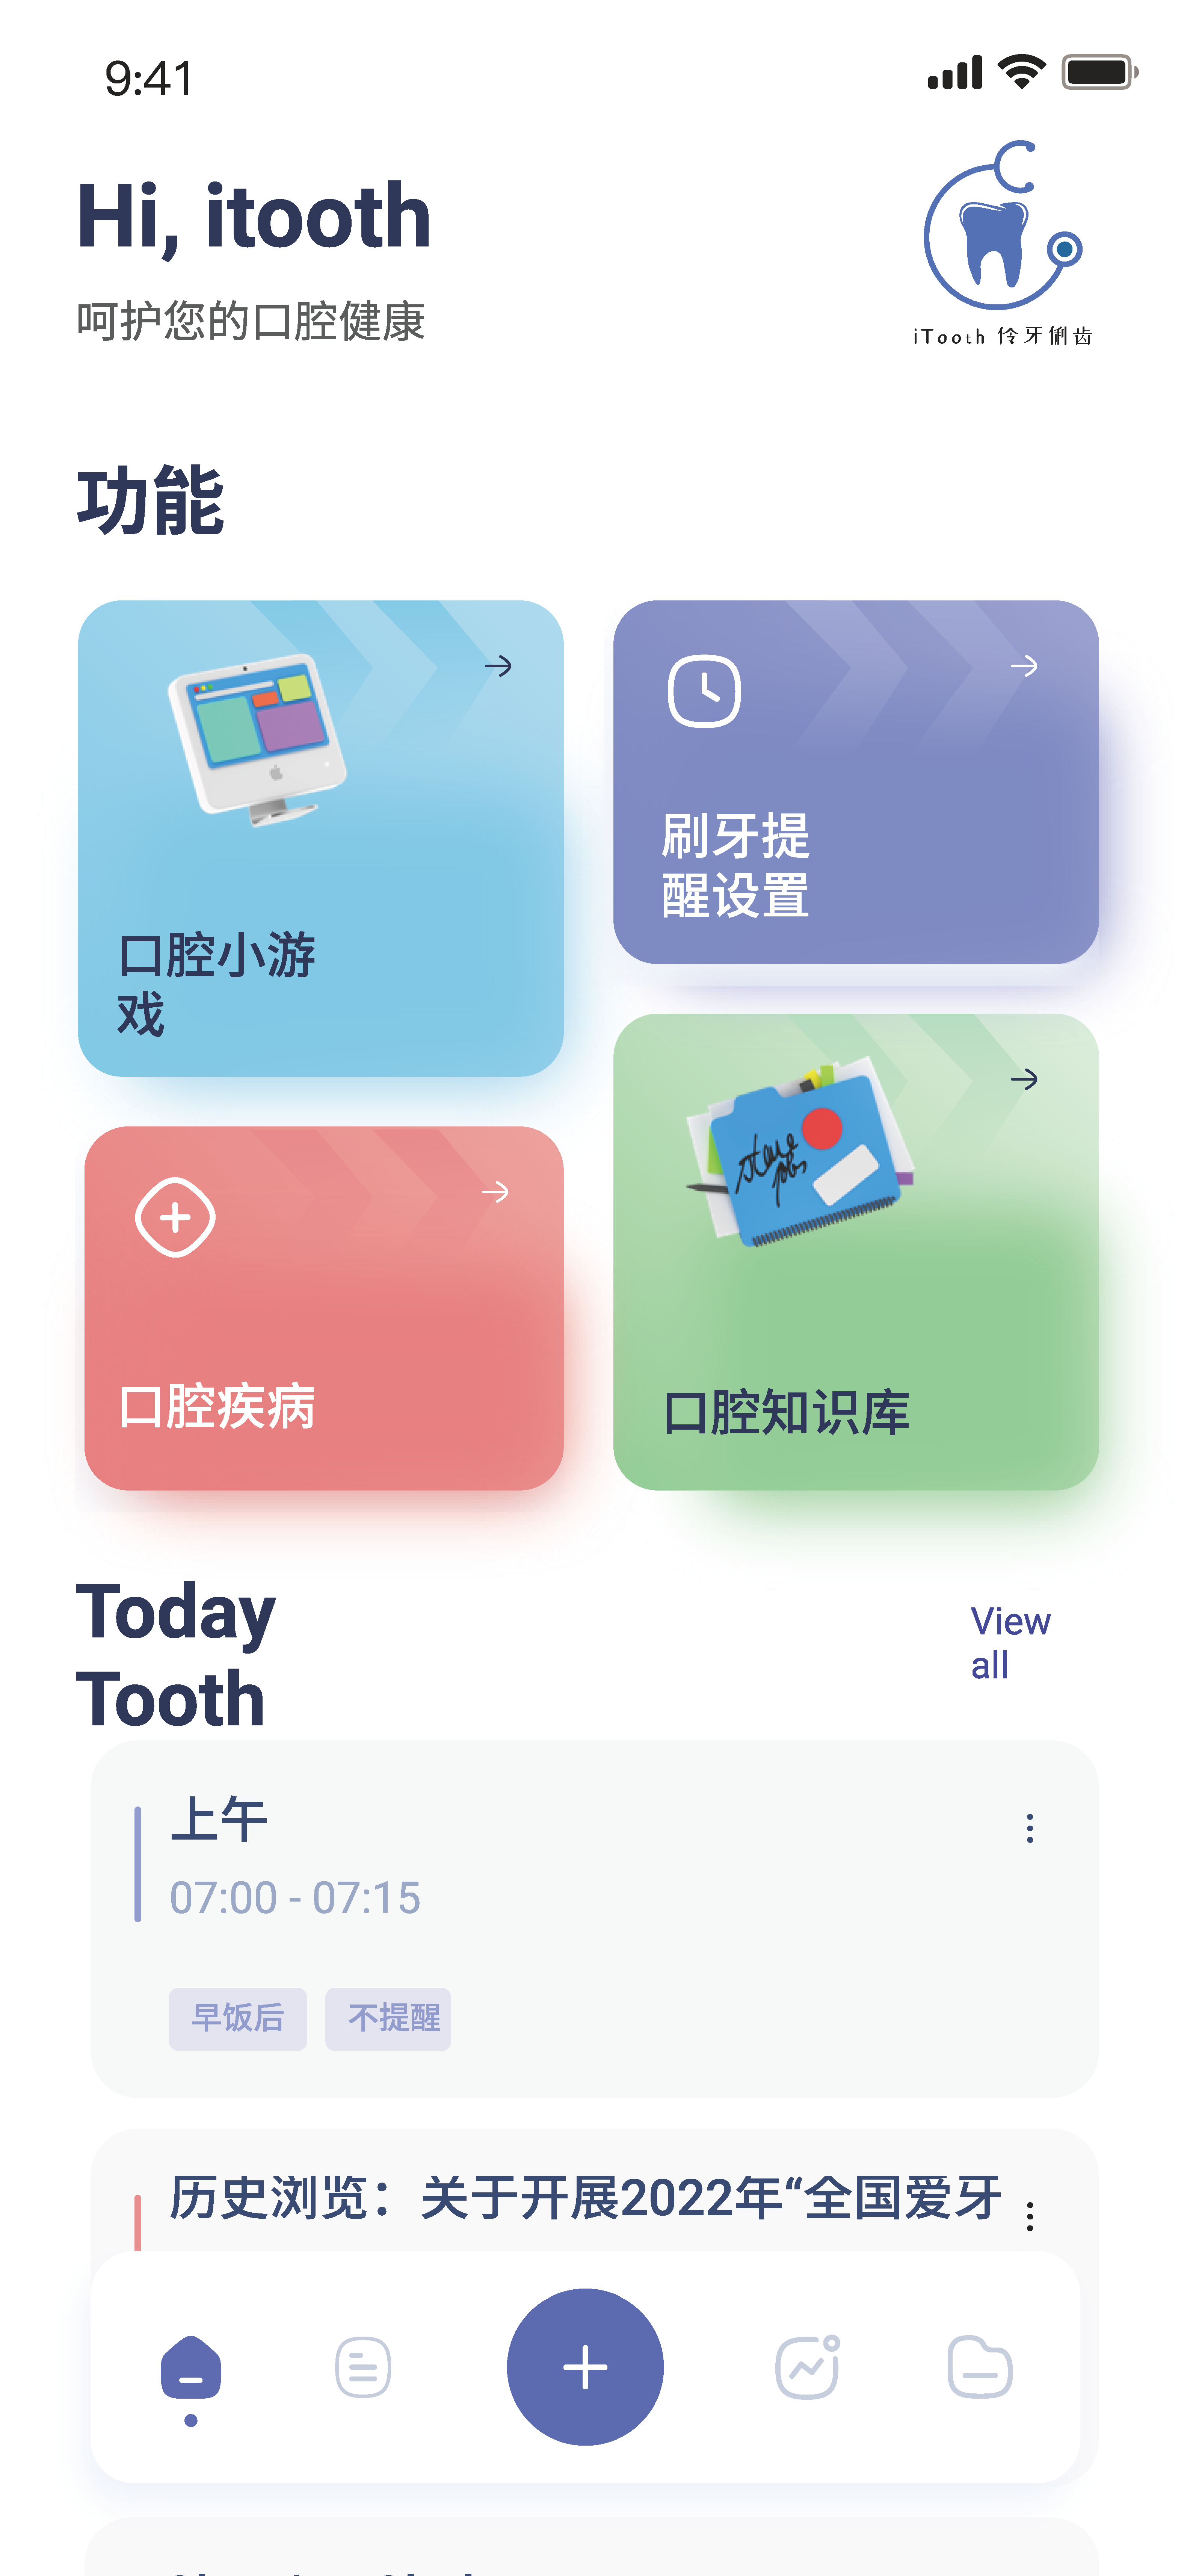 9:41
Hi, itooth
呵护您的口腔健康
iTooth 伶牙俐齿
功能
口腔小游
戏
刷牙提
醒设置
steve
jobs
口腔疾病
口腔知识库
Today
Tooth
View
all
上午
07:00 - 07:15
早饭后
不提醒
历史浏览：关于开展2022年“全国爱牙